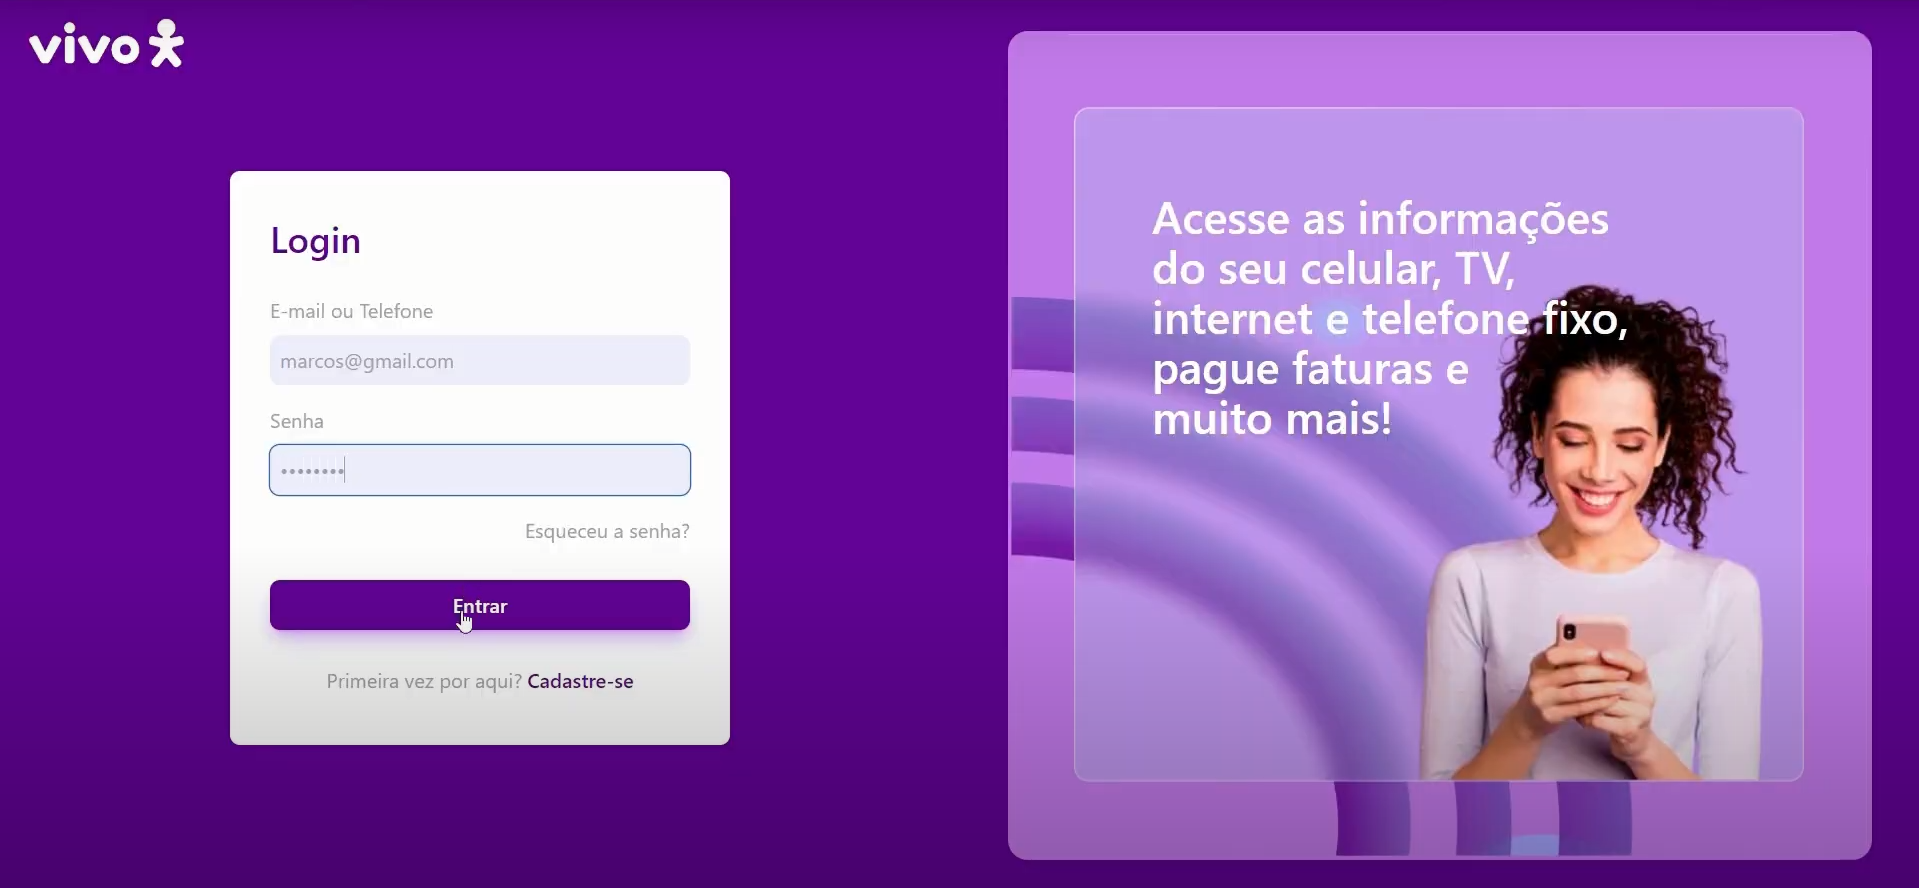 vivo
Login
E-mail ou Telefone
marcos@gmail.com
Senha
••••••••
Esqueceu a senha?
Entrar
Primeira vez por aqui? Cadastre-se
Acesse as informações
do seu celular, TV,
internet e telefone fixo,
pague faturas e
muito mais!